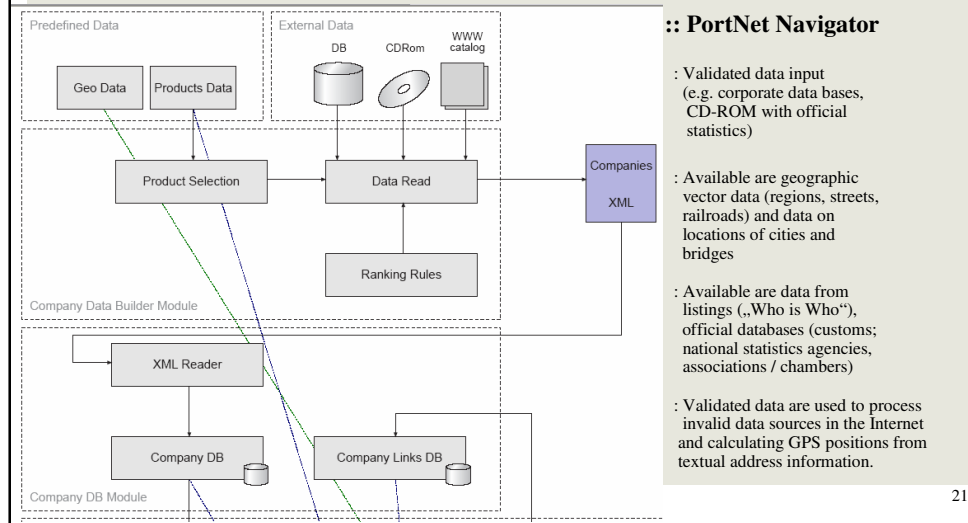 Predefined Data
External Data
DB
CDRom
WWW
catalog
Geo Data
Products Data
Product Selection
Data Read
Companies
XML
Ranking Rules
Company Data Builder Module
XML Reader
Company DB
Company Links DB
Company DB Module
:: PortNet Navigator
: Validated data input
(e.g. corporate data bases,
CD-ROM with official
statistics)
: Available are geographic
vector data (regions, streets,
railroads) and data on
locations of cities and
bridges
: Available are data from
listings („Who is Who“),
official databases (customs;
national statistics agencies,
associations / chambers)
: Validated data are used to process
invalid data sources in the Internet
and calculating GPS positions from
textual address information.
21